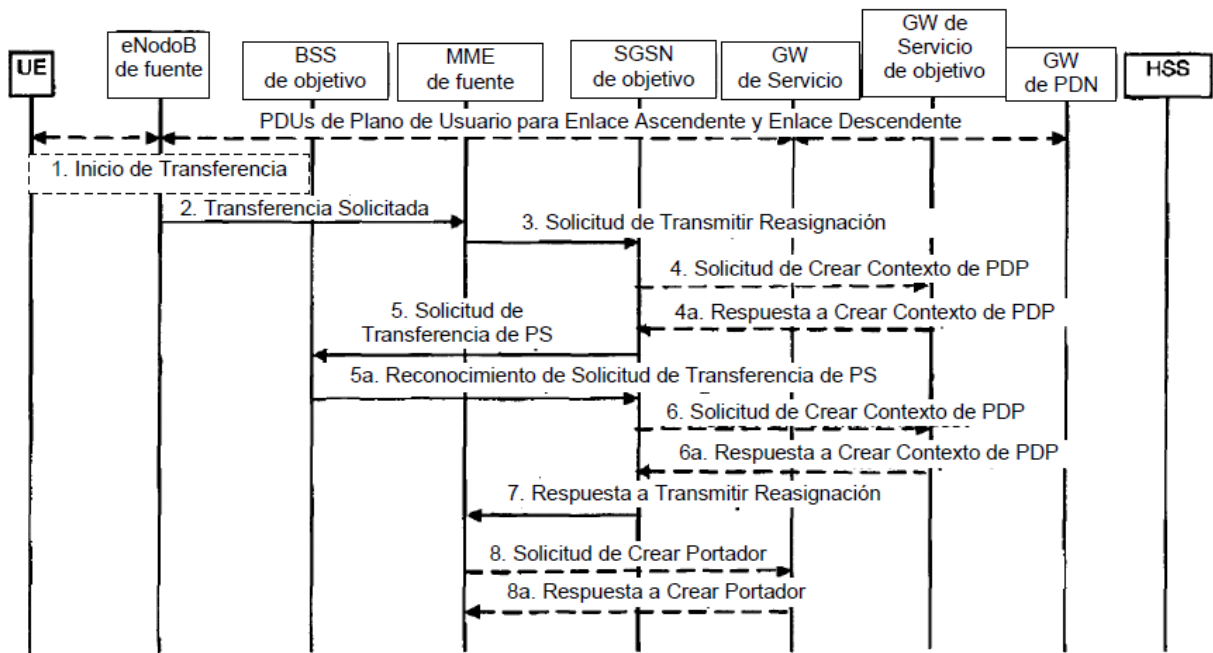 UE
eNodoB
de fuente
BSS
de objetivo
MME
de fuente
SGSN
de objetivo
GW
de Servicio
GW de
Servicio
de objetivo
GW
de PDN
HSS
PDUs de Plano de Usuario para Enlace Ascendente y Enlace Descendente
1. Inicio de Transferencia
2. Transferencia Solicitada
3. Solicitud de Transmitir Reasignación
4. Solicitud de Crear Contexto de PDP
4a. Respuesta a Crear Contexto de PDP
5. Solicitud de
Transferencia de PS
5a. Reconocimiento de Solicitud de Transferencia de PS
6. Solicitud de Crear Contexto de PDP
6a. Respuesta a Crear Contexto de PDP
7. Respuesta a Transmitir Reasignación
8. Solicitud de Crear Portador
8a. Respuesta a Crear Portador